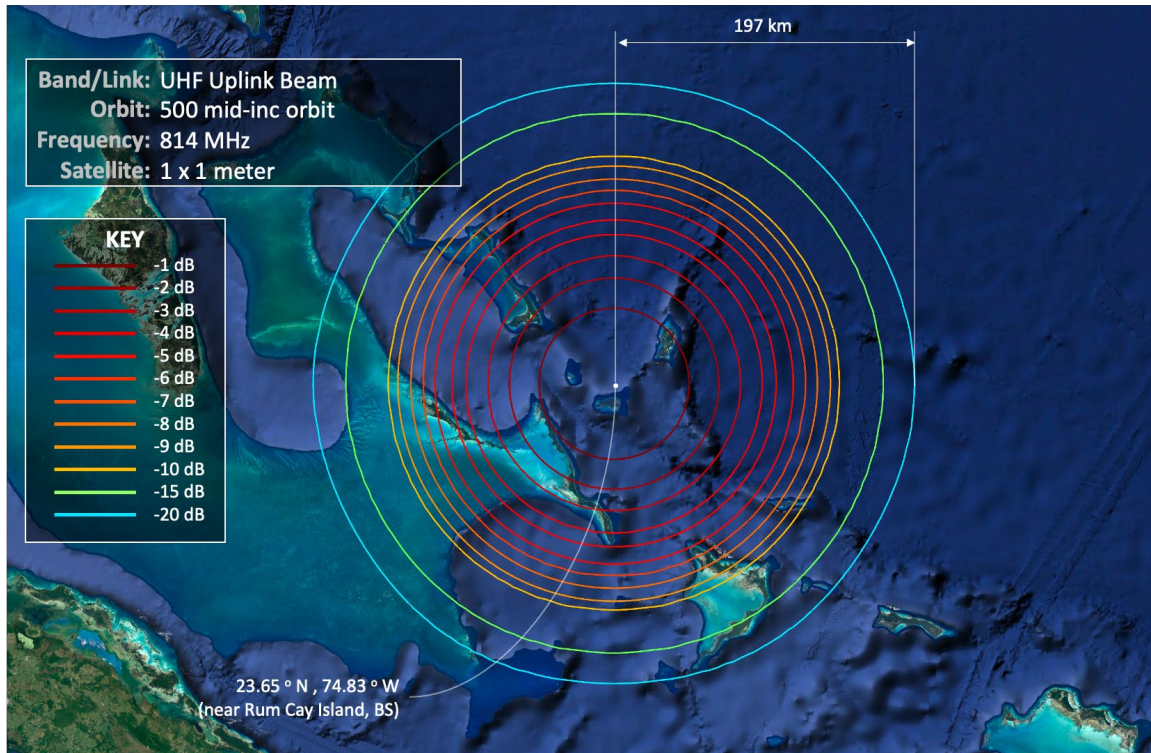 197 km
Band/Link: UHF Uplink Beam
Orbit: 500 mid-inc orbit
Frequency: 814 MHz
Satellite: 1 x 1 meter
KEY
-1 dB
-2 dB
-3 dB
-4 dB
-5 dB
-6 dB
-7 dB
-8 dB
-9 dB
-10 dB
-15 dB
-20 dB
23.65 º N , 74.83 º W
(near Rum Cay Island, BS)